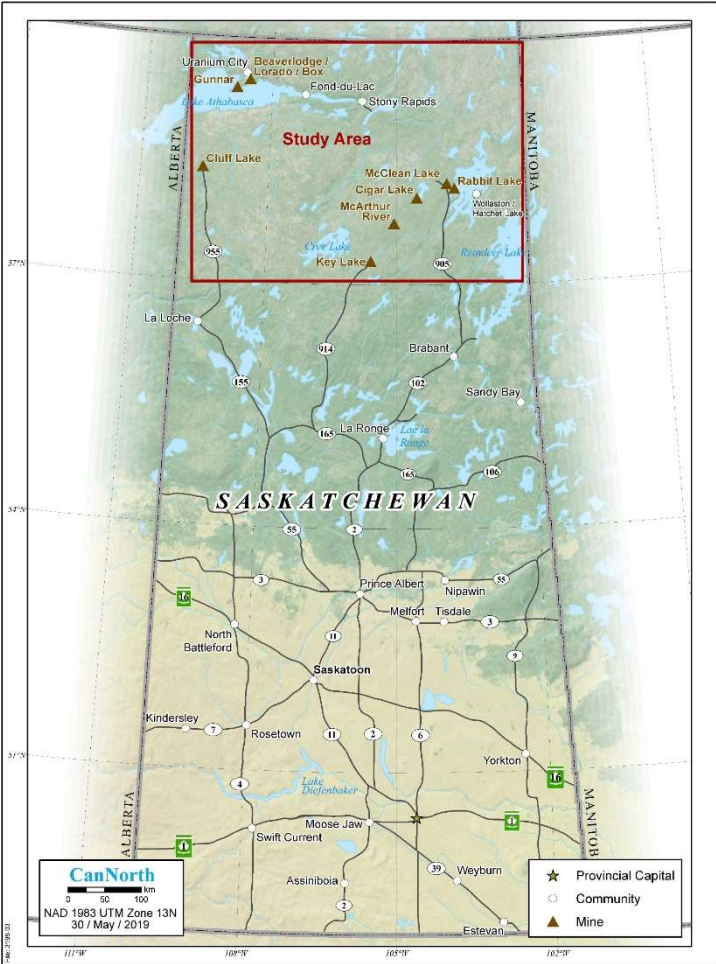 Uranium City
Beaverlodge /
Lorado / Box
Gunnar
Fond-du-Lac
Lake Athabasca
Stony Rapids
ALBERTA
MANITOBA
Study Area
Cluff Lake
McClean Lake
Rabbit Lake
Cigar Lake
Wollaston /
Hatchet Lake
McArthur
River
Cree Lake
Reindeer Lake
955
Key Lake
905
57°N
La Loche
914
Brabant
155
102
Sandy Bay
La Ronge
Lac la
Ronge
165
165
106
SASKATCHEWAN
54°N
55
2
3
Prince Albert
55
Nipawin
16
Melfort
Tisdale
3
North
Battleford
11
9
Saskatoon
Kindersley
7
Rosetown
11
2
6
51°N
Yorkton
16
4
Lake
Diefenbaker
ALBERTA
MANITOB
Moose Jaw
1
Swift Current
1
39
Weyburn
Assiniboia
2
Estevan
CanNorth
0 50 100
km
NAD 1983 UTM Zone 13N
30 / May / 2019
Provincial Capital
Community
Mine
111°W
108°W
105°W
102°W